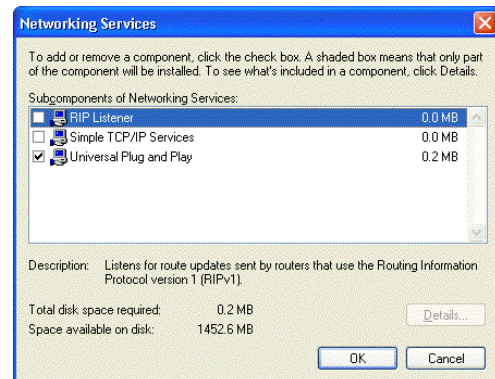 Networking Services
To add or remove a component, click the check box. A shaded box means that only part
of the component will be installed. To see what's included in a component, click Details.
Subcomponents of Networking Services:
RIP Listener 0.0 MB
Simple TCP/IP Services 0.0 MB
Universal Plug and Play 0.2 MB
Description: Listens for route updates sent by routers that use the Routing Information
Protocol version 1 (RIPv1).
Total disk space required: 0.2 MB
Details...
Space available on disk: 1452.6 MB
OK Cancel